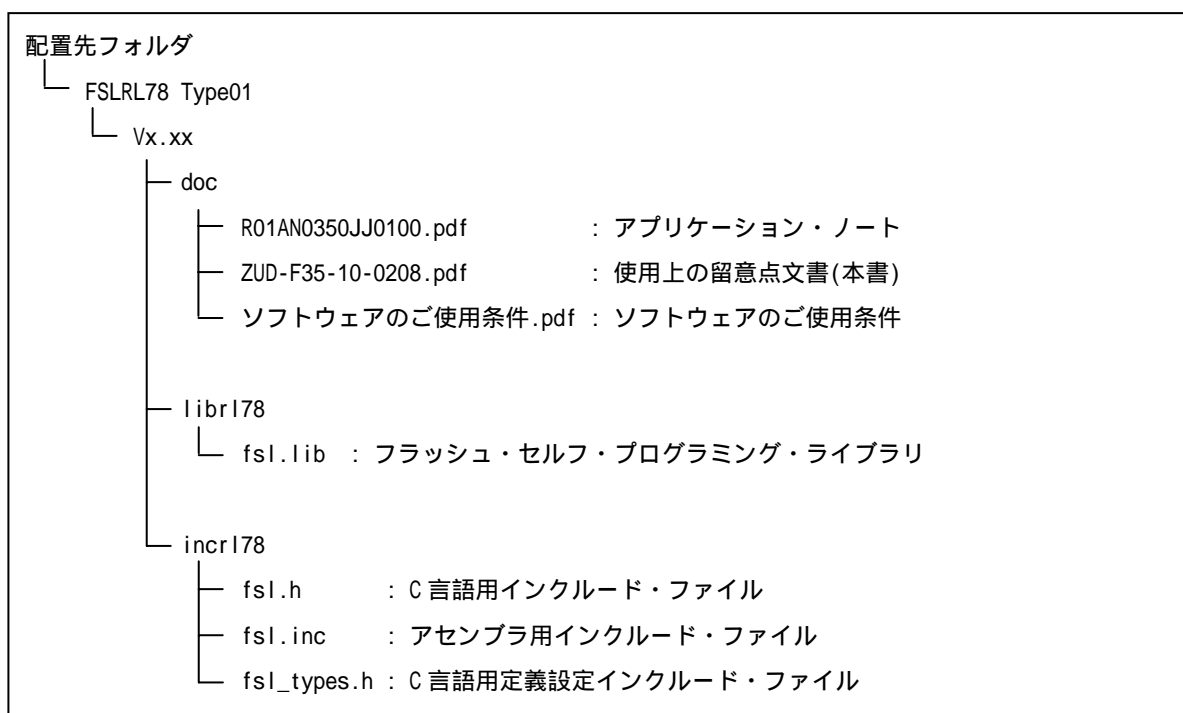 配置先フォルダ
FSLRL78 Type01
Vx.xx
doc
R01AN0350JJ0100.pdf : アプリケーション・ノート
ZUD-F35-10-0208.pdf : 使用上の留意点文書(本書)
ソフトウェアのご使用条件.pdf : ソフトウェアのご使用条件
librl78
fsl.lib : フラッシュ・セルフ・プログラミング・ライブラリ
incrl78
fsl.h : C言語用インクルード・ファイル
fsl.inc : アセンブラ用インクルード・ファイル
fsl_types.h : C言語用定義設定インクルード・ファイル